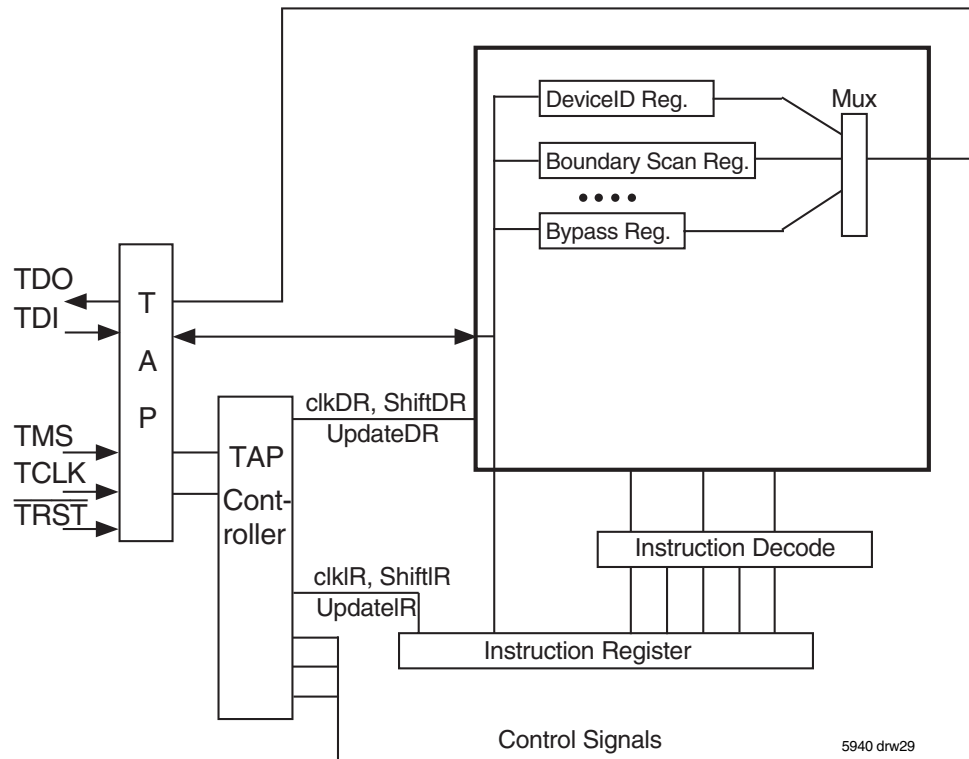 DeviceID Reg.
Mux
Boundary Scan Reg.
Bypass Reg.
TDO
TDI
T
A
P
TMS
TCLK
TRST
clkDR, ShiftDR
UpdateDR
TAP
Cont-
roller
Instruction Decode
clkIR, ShiftIR
UpdateIR
Instruction Register
Control Signals
5940 drw29